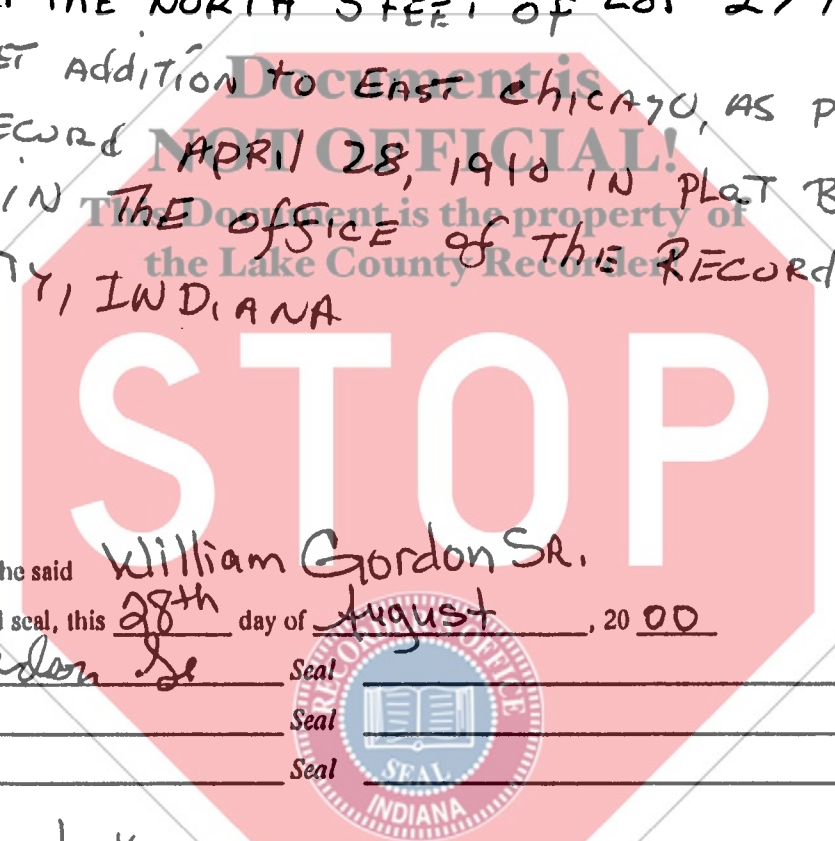 THE NORTH 5 FEET OF LOT 27
Addition to EAST chicago, AS P
ECORd APRIl 28, 1910 IN PLaT B
IN ThE offICE of ThE RECORd
TY, INDIANA
Document is
NOT OFFICIAL!
This Document is the property of
the Lake County Recorder!
STOP
he said William Gordon SR.
seal, this 28th day of August, 20 00
Seal
Seal
Seal
RECORDER'S OFFICE
SEAL
INDIANA